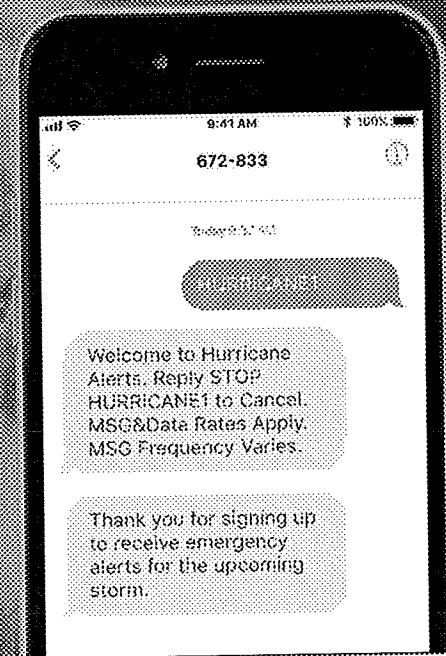 9:41 AM
100%
672-833
HURRICANE1
Welcome to Hurricane
Alerts. Reply STOP
HURRICANE1 to Cancel.
MSG&Data Rates Apply.
MSG Frequency Varies.
Thank you for signing up
to receive emergency
alerts for the upcoming
storm.